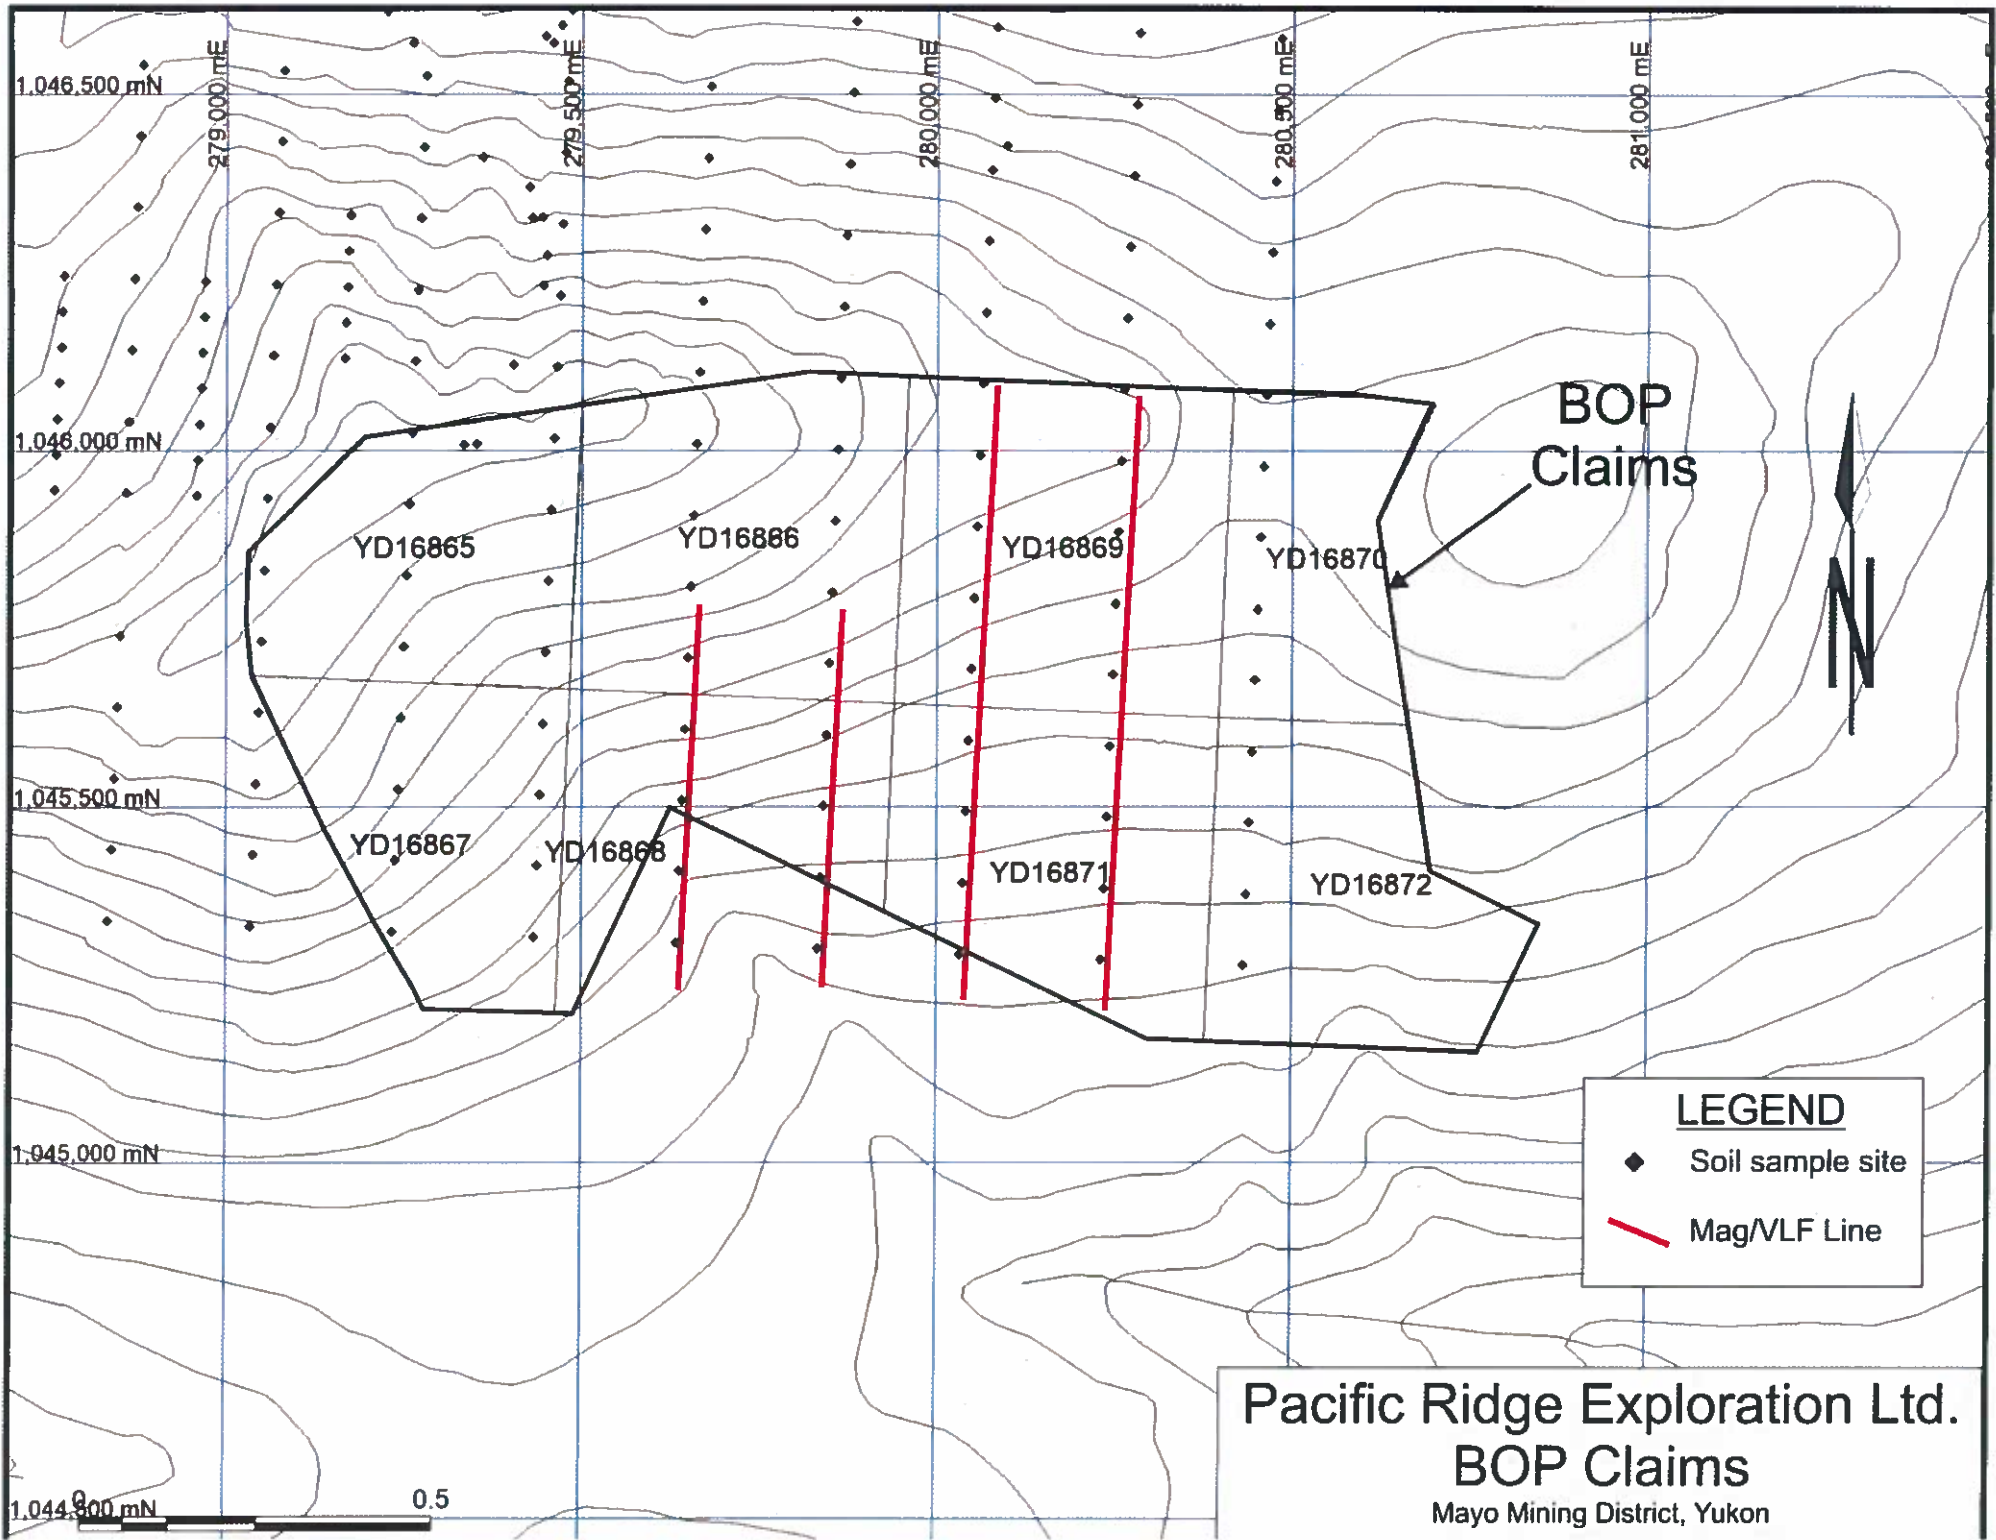 279,000 mE
279,500 mE
280,000 mE
280,500 mE
281,000 mE
1,046,500 mN
1,046,000 mN
BOP
Claims
YD16865
YD16866
YD16869
YD16870
N
1,045,500 mN
YD16867
YD16868
YD16871
YD16872
LEGEND
Soil sample site
Mag/VLF Line
1,045,000 mN
Pacific Ridge Exploration Ltd.
BOP Claims
Mayo Mining District, Yukon
0
0.5
1,044,500 mN